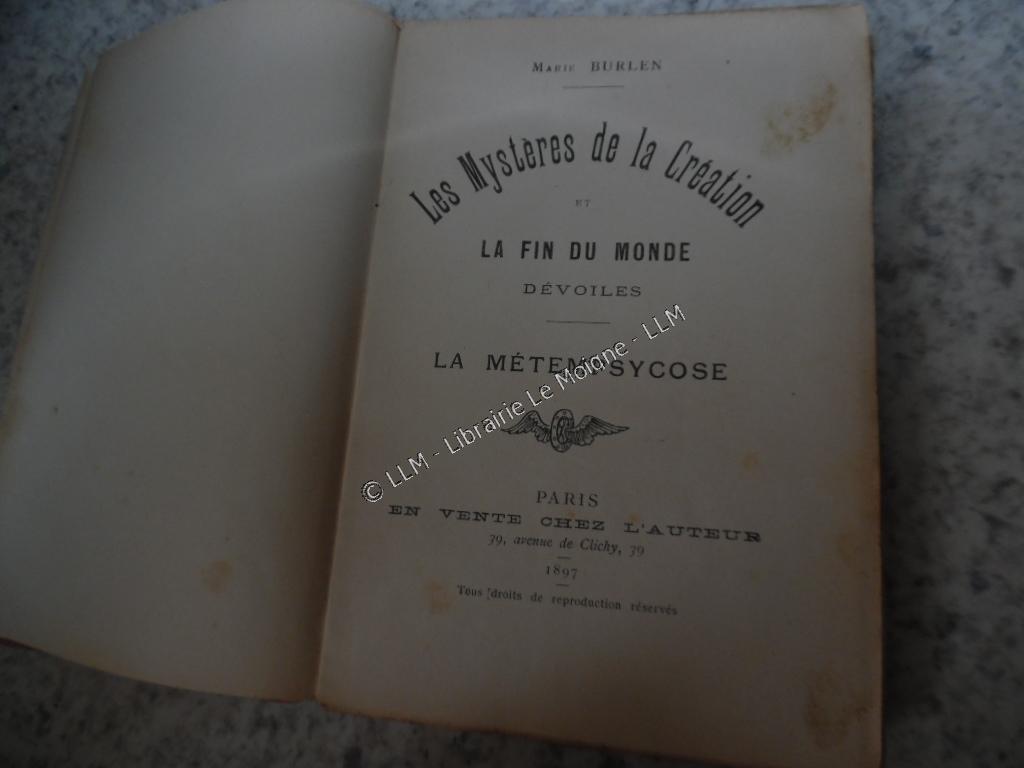 Marie BURLEN
Les Mystères de la Création
ET
LA FIN DU MONDE
DÉVOILES
LA MÉTEMPSYCOSE
© LLM - Librairie Le Moiane - LLM
PARIS
EN VENTE CHEZ L'AUTEUR
39, avenue de Clichy, 39
1897
Tous droits de reproduction réservés